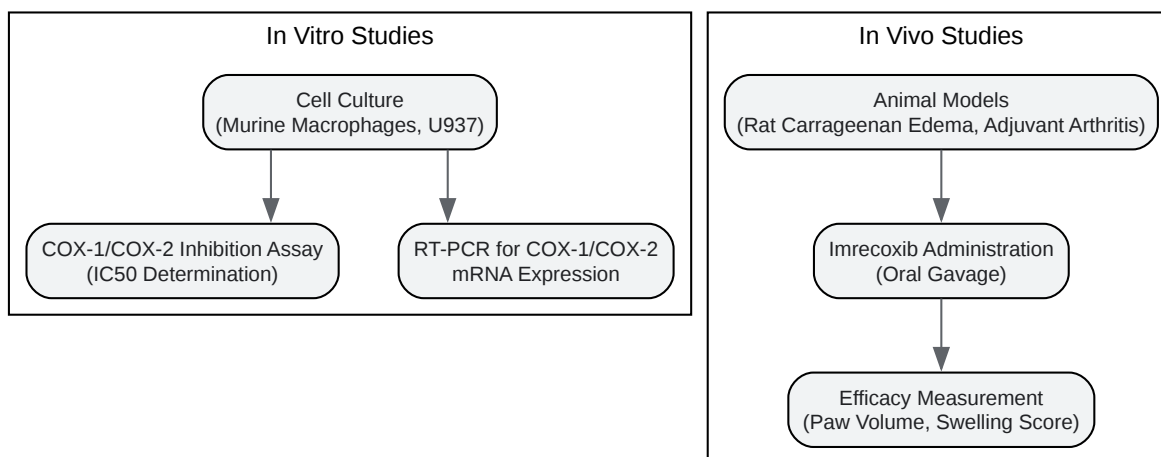 In Vitro Studies
Cell Culture
(Murine Macrophages, U937)
COX-1/COX-2 Inhibition Assay
(IC50 Determination)
RT-PCR for COX-1/COX-2
mRNA Expression
In Vivo Studies
Animal Models
(Rat Carrageenan Edema, Adjuvant Arthritis)
Imrecoxib Administration
(Oral Gavage)
Efficacy Measurement
(Paw Volume, Swelling Score)